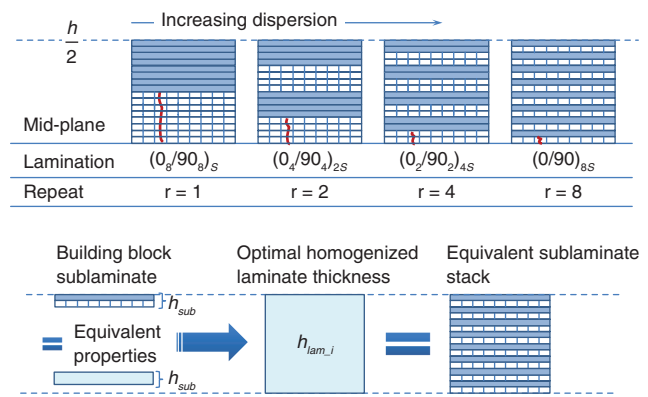 Increasing dispersion
h
2
Mid-plane
Lamination (0₈/90₈)S (0₄/90₄)2S (0₂/90₂)4S (0/90)8S
Repeat r = 1 r = 2 r = 4 r = 8
Building block sublaminate
Optimal homogenized laminate thickness
Equivalent sublaminate stack
h_sub
= Equivalent properties
h_lam_i
=
h_sub